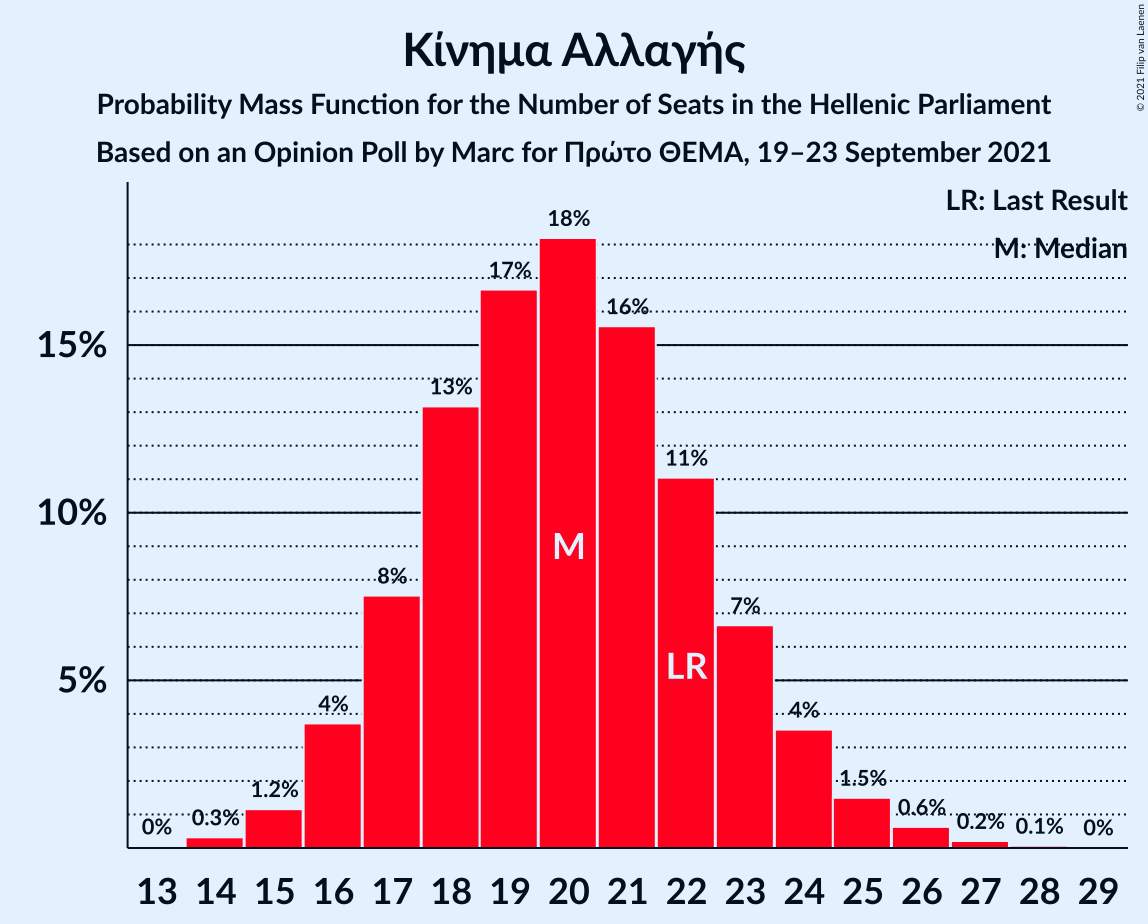 Κίνημα Αλλαγής
Probability Mass Function for the Number of Seats in the Hellenic Parliament
Based on an Opinion Poll by Marc for Πρώτο ΘΕΜΑ, 19–23 September 2021
© 2021 Filip van Laenen
LR: Last Result
M: Median
15%
10%
5%
0%
0.3%
1.2%
4%
8%
13%
17%
18%
16%
11%
7%
4%
1.5%
0.6%
0.2%
0.1%
0%
M
LR
13 14 15 16 17 18 19 20 21 22 23 24 25 26 27 28 29